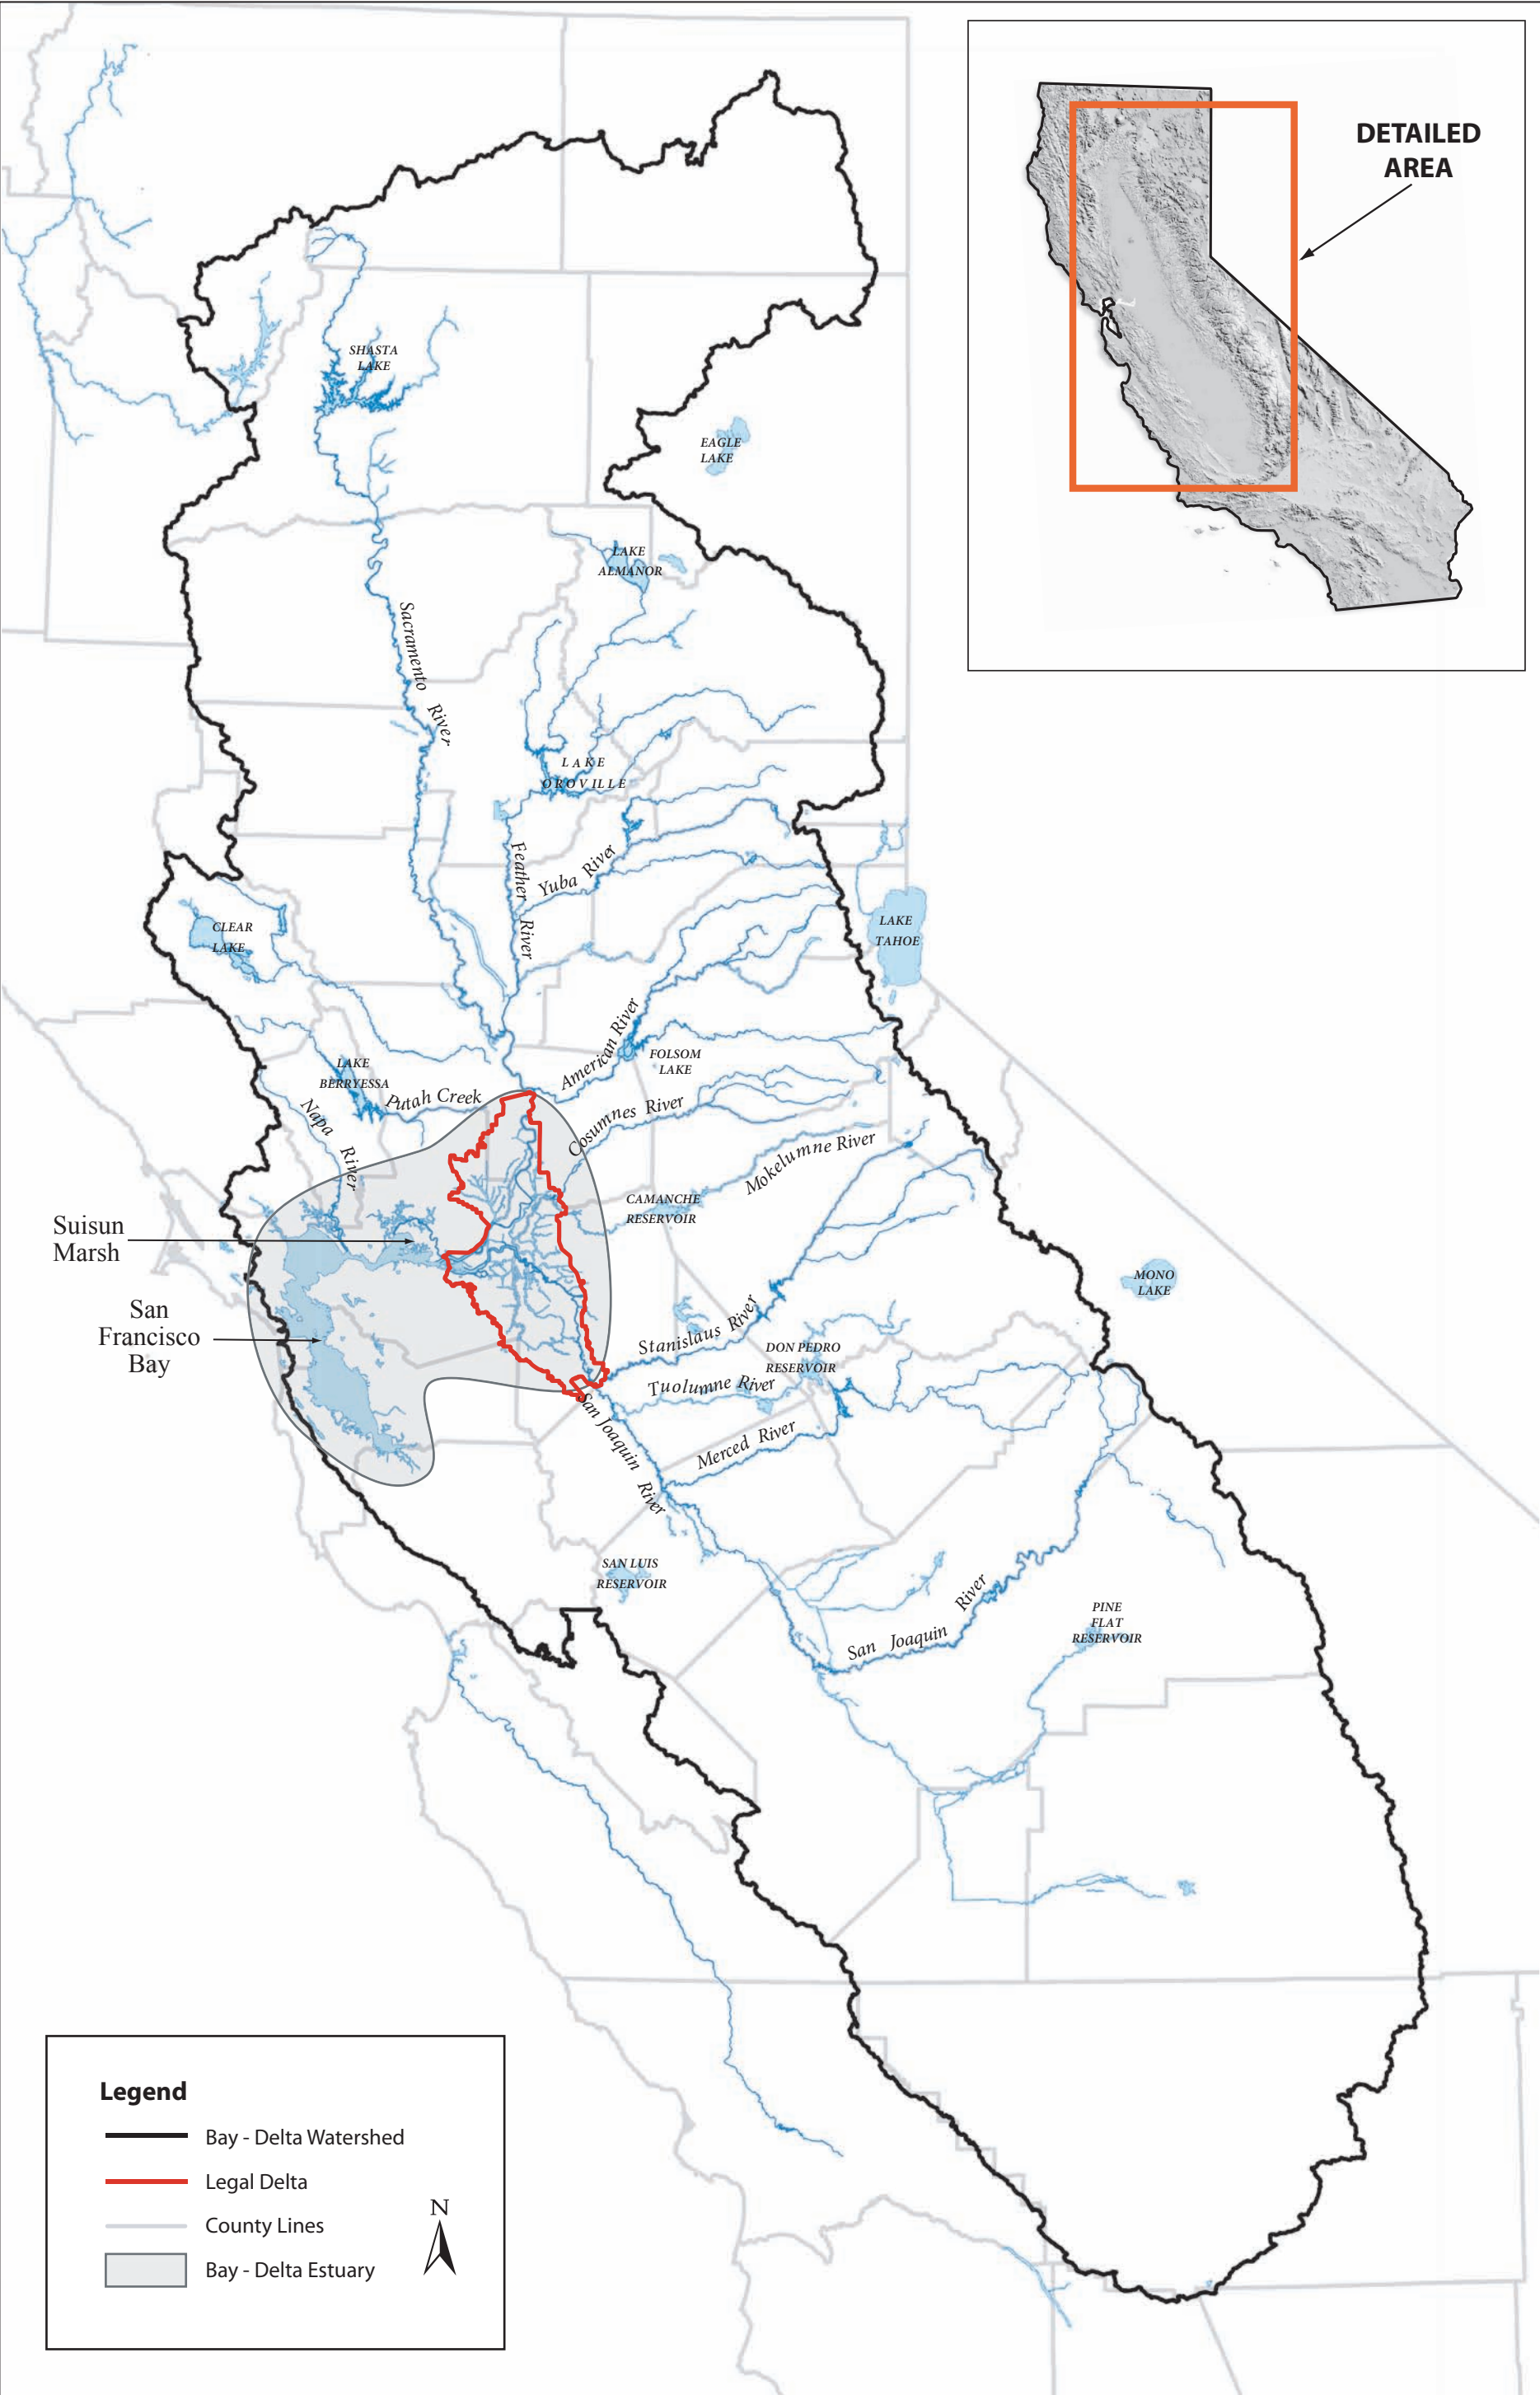 DETAILED
AREA
SHASTA
LAKE
EAGLE
LAKE
LAKE
ALMANOR
Sacramento River
LAKE
OROVILLE
Feather River
Yuba River
CLEAR
LAKE
LAKE
TAHOE
American River
FOLSOM
LAKE
LAKE
BERRYESSA
Putah Creek
Napa River
Cosumnes River
Mokelumne River
CAMANCHE
RESERVOIR
Suisun
Marsh
San
Francisco
Bay
MONO
LAKE
Stanislaus River
DON PEDRO
RESERVOIR
Tuolumne River
San Joaquin River
Merced River
SAN LUIS
RESERVOIR
San Joaquin River
PINE
FLAT
RESERVOIR
Legend
Bay - Delta Watershed
Legal Delta
County Lines
Bay - Delta Estuary
N